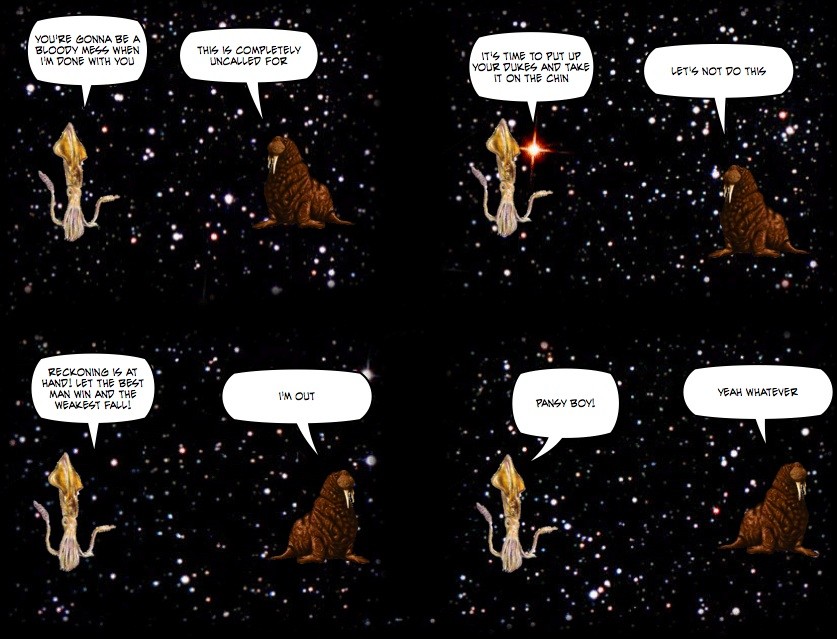 YOU'RE GONNA BE A
BLOODY MESS WHEN
I'M DONE WITH YOU
THIS IS COMPLETELY
UNCALLED FOR
IT'S TIME TO PUT UP
YOUR DUKES AND TAKE
IT ON THE CHIN
LET'S NOT DO THIS
RECKONING IS AT
HAND! LET THE BEST
MAN WIN AND THE
WEAKEST FALL!
I'M OUT
PANSY BOY!
YEAH WHATEVER